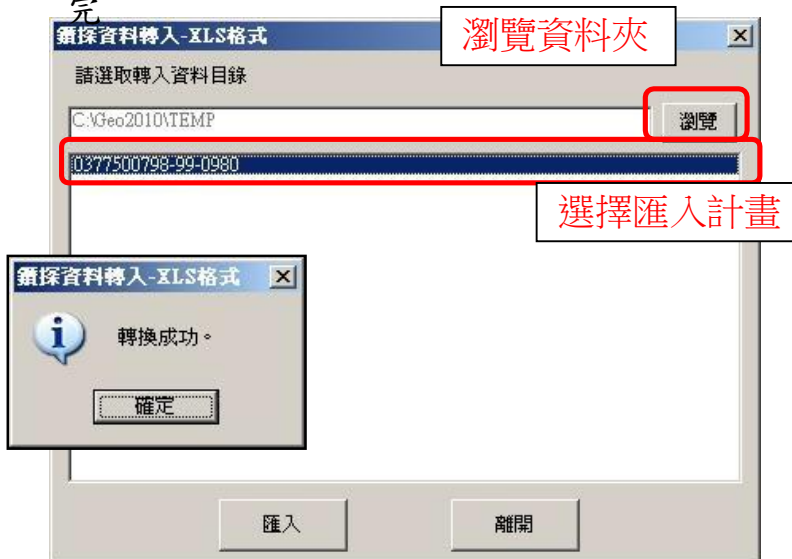 完
鑽探資料轉入-XLS格式
瀏覽資料夾
請選取轉入資料目錄
C:\Geo2010\TEMP
瀏覽
0377500798-99-0980
選擇匯入計畫
鑽探資料轉入-XLS格式
轉換成功。
確定
匯入
離開